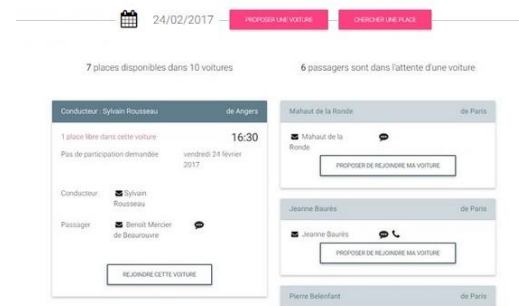 24/02/2017
PROPOSER UNE VOITURE
CHERCHER UNE PLACE
7 places disponibles dans 10 voitures
6 passagers sont dans l'attente d'une voiture
Conducteur : Sylvain Rousseau
de Angers
1 place libre dans cette voiture
16:30
Pas de participation demandée
vendredi 24 février
2017
Conducteur
Sylvain
Rousseau
Passager
Benoît Mercier
de Beaurouvre
REJOINDRE CETTE VOITURE
Mahaut de la Ronde
de Paris
Mahaut de la
Ronde
PROPOSER DE REJOINDRE MA VOITURE
Jeanne Baurès
de Paris
Jeanne Baurès
PROPOSER DE REJOINDRE MA VOITURE
Pierre Belenfant
de Paris